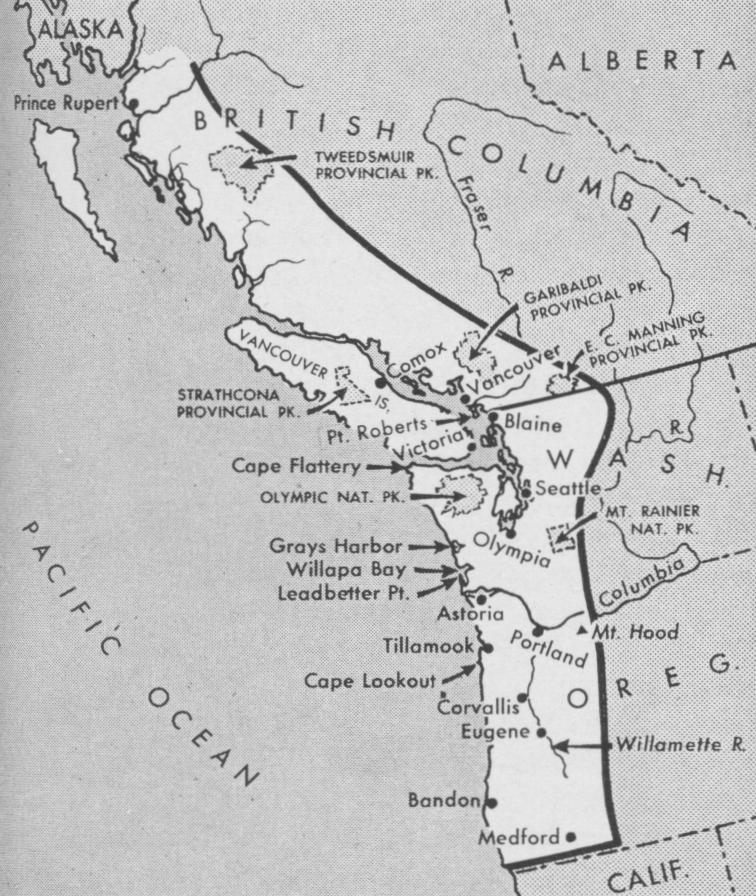 ALASKA
ALBERTA
Prince Rupert
BRITISH
COLUMBIA
TWEEDSMUIR
PROVINCIAL PK.
Fraser
R.
GARIBALDI
PROVINCIAL PK.
E. C. MANNING
PROVINCIAL PK.
VANCOUVER
IS.
Comox
Vancouver
STRATHCONA
PROVINCIAL PK.
Pt. Roberts
Blaine
Victoria
R.
WASH.
Cape Flattery
Seattle
OLYMPIC NAT. PK.
MT. RAINIER
NAT. PK.
Grays Harbor
Olympia
Willapa Bay
Leadbetter Pt.
Columbia
Astoria
PACIFIC
OCEAN
Portland
Mt. Hood
Tillamook
Cape Lookout
OREG.
Corvallis
Eugene
Willamette R.
Bandon
Medford
CALIF.